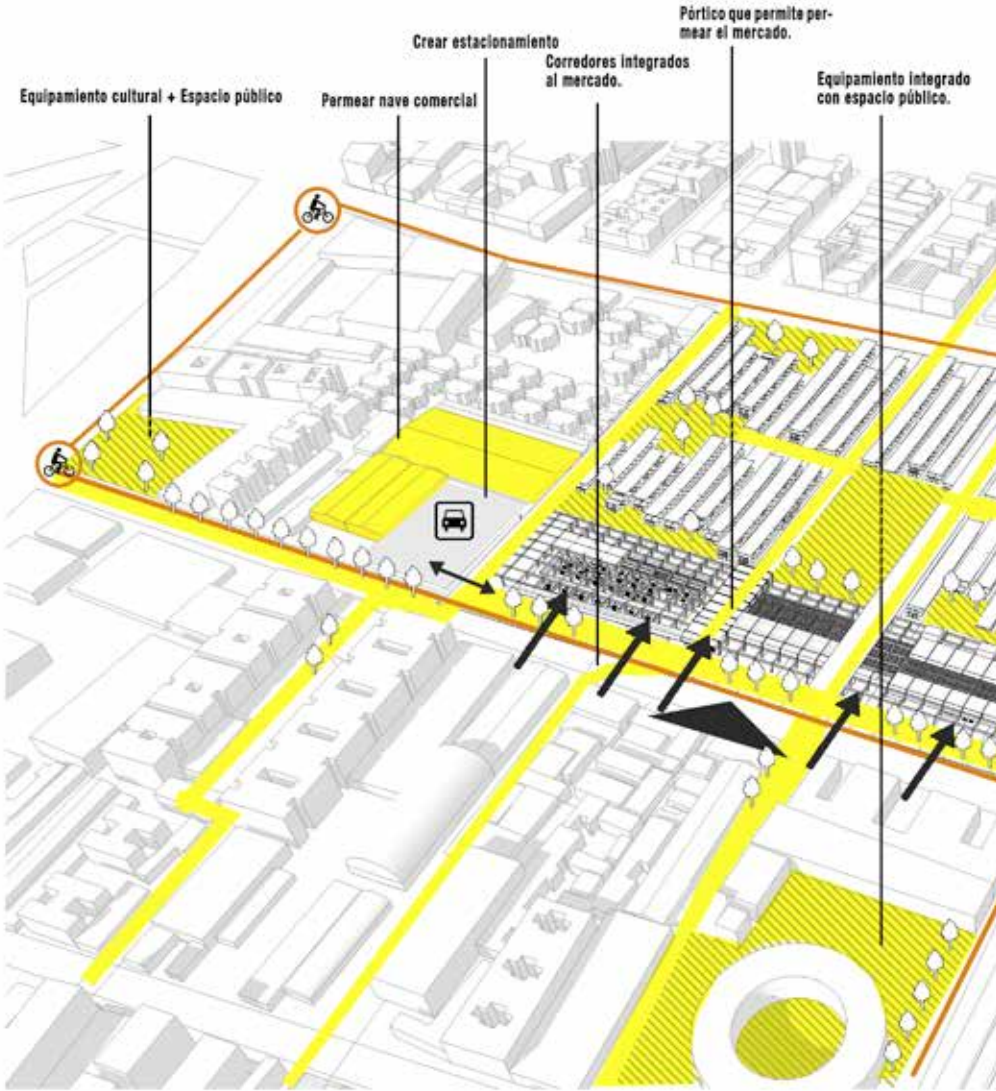 Pórtico que permite per-
mear el mercado.
Crear estacionamiento
Corredores integrados
al mercado.
Equipamiento integrado
con espacio público.
Equipamiento cultural + Espacio público
Permear nave comercial